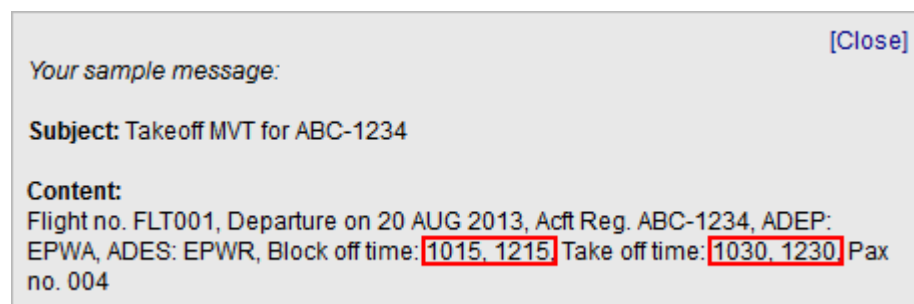 [Close]
Your sample message:
Subject: Takeoff MVT for ABC-1234
Content:
Flight no. FLT001, Departure on 20 AUG 2013, Acft Reg. ABC-1234, ADEP:
EPWA, ADES: EPWR, Block off time: 1015, 1215, Take off time: 1030, 1230, Pax
no. 004